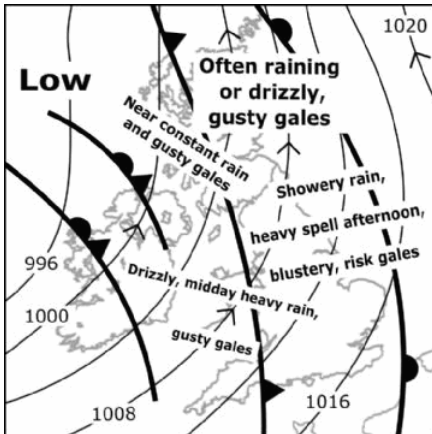 1020
Low
Often raining
or drizzly,
gusty gales
Near constant rain
and gusty gales
Showery rain,
heavy spell afternoon,
blustery, risk gales
996
Drizzly, midday heavy rain,
gusty gales
1000
1008
1016